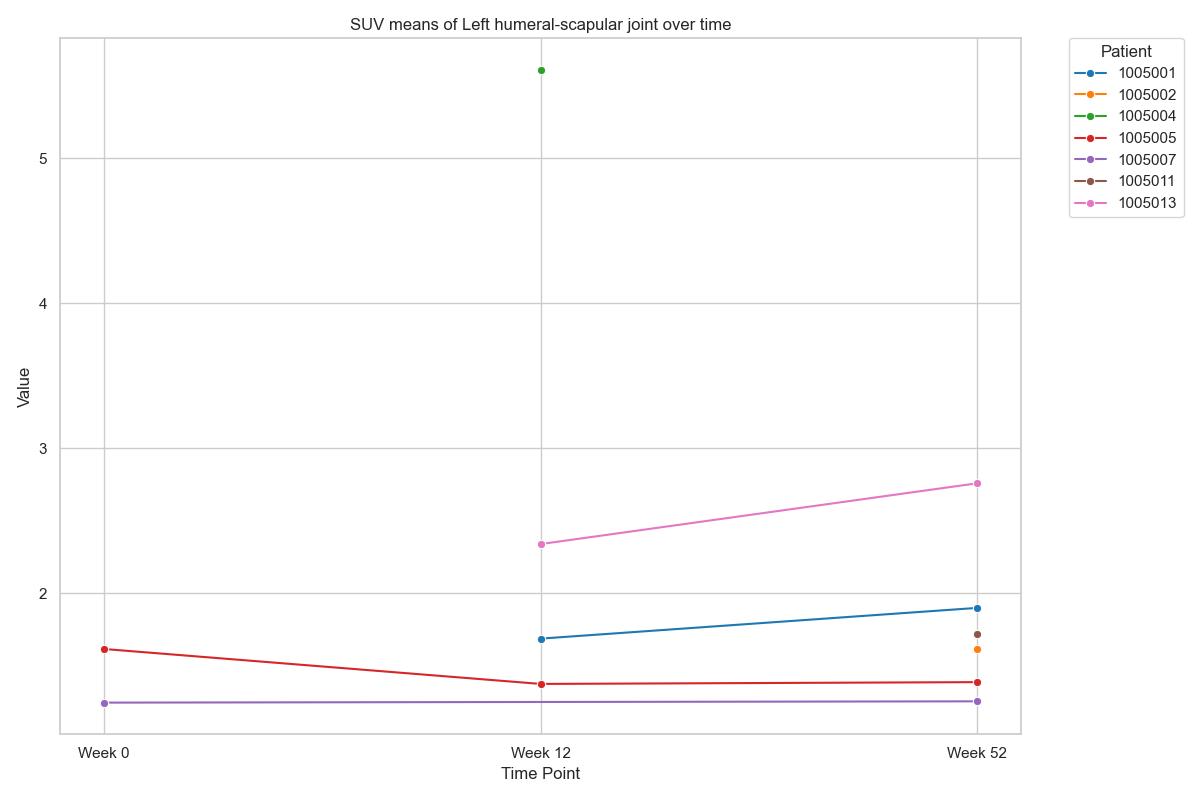 SUV means of Left humeral-scapular joint over time
Patient
1005001
1005002
1005004
1005005
1005007
1005011
1005013
Value
5
4
3
2
Week 0
Week 12
Week 52
Time Point